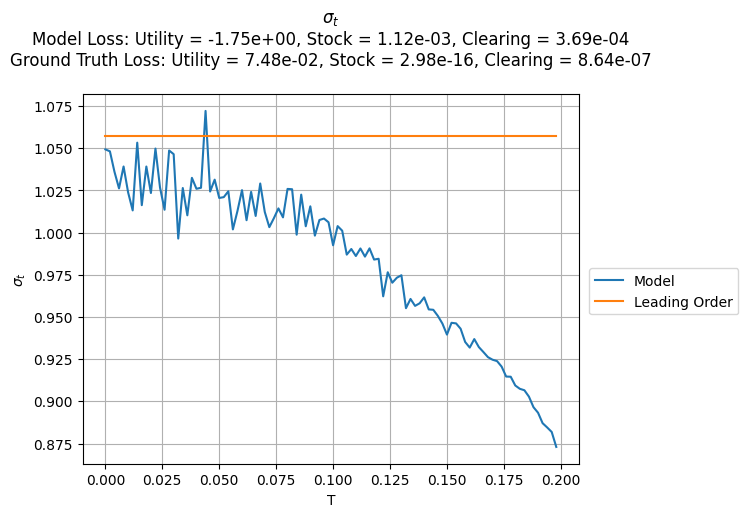 σt
Model Loss: Utility = -1.75e+00, Stock = 1.12e-03, Clearing = 3.69e-04
Ground Truth Loss: Utility = 7.48e-02, Stock = 2.98e-16, Clearing = 8.64e-07
1.075
1.050
1.025
1.000
0.975
0.950
0.925
0.900
0.875
σt
0.000 0.025 0.050 0.075 0.100 0.125 0.150 0.175 0.200
T
Model
Leading Order